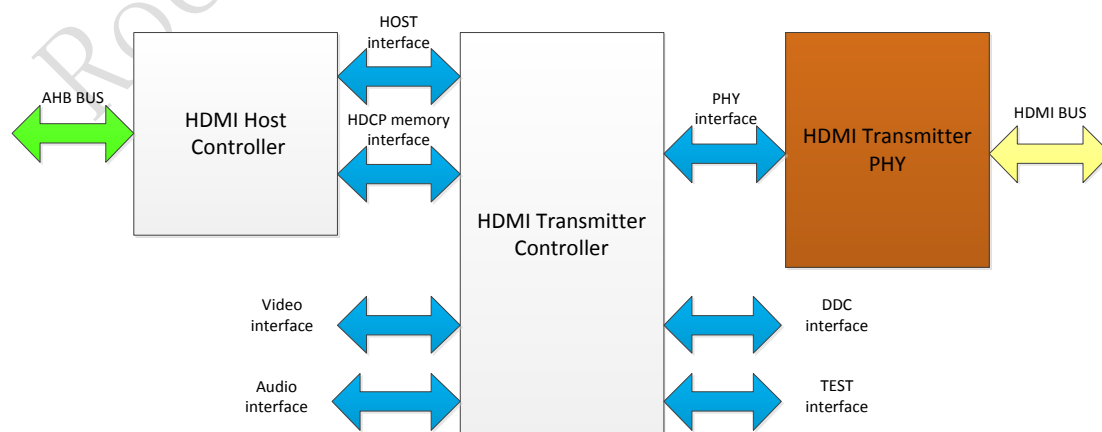 HOST
interface
AHB BUS
HDMI Host
Controller
HDCP memory
interface
PHY
interface
HDMI Transmitter
PHY
HDMI BUS
HDMI Transmitter
Controller
Video
interface
DDC
interface
Audio
interface
TEST
interface